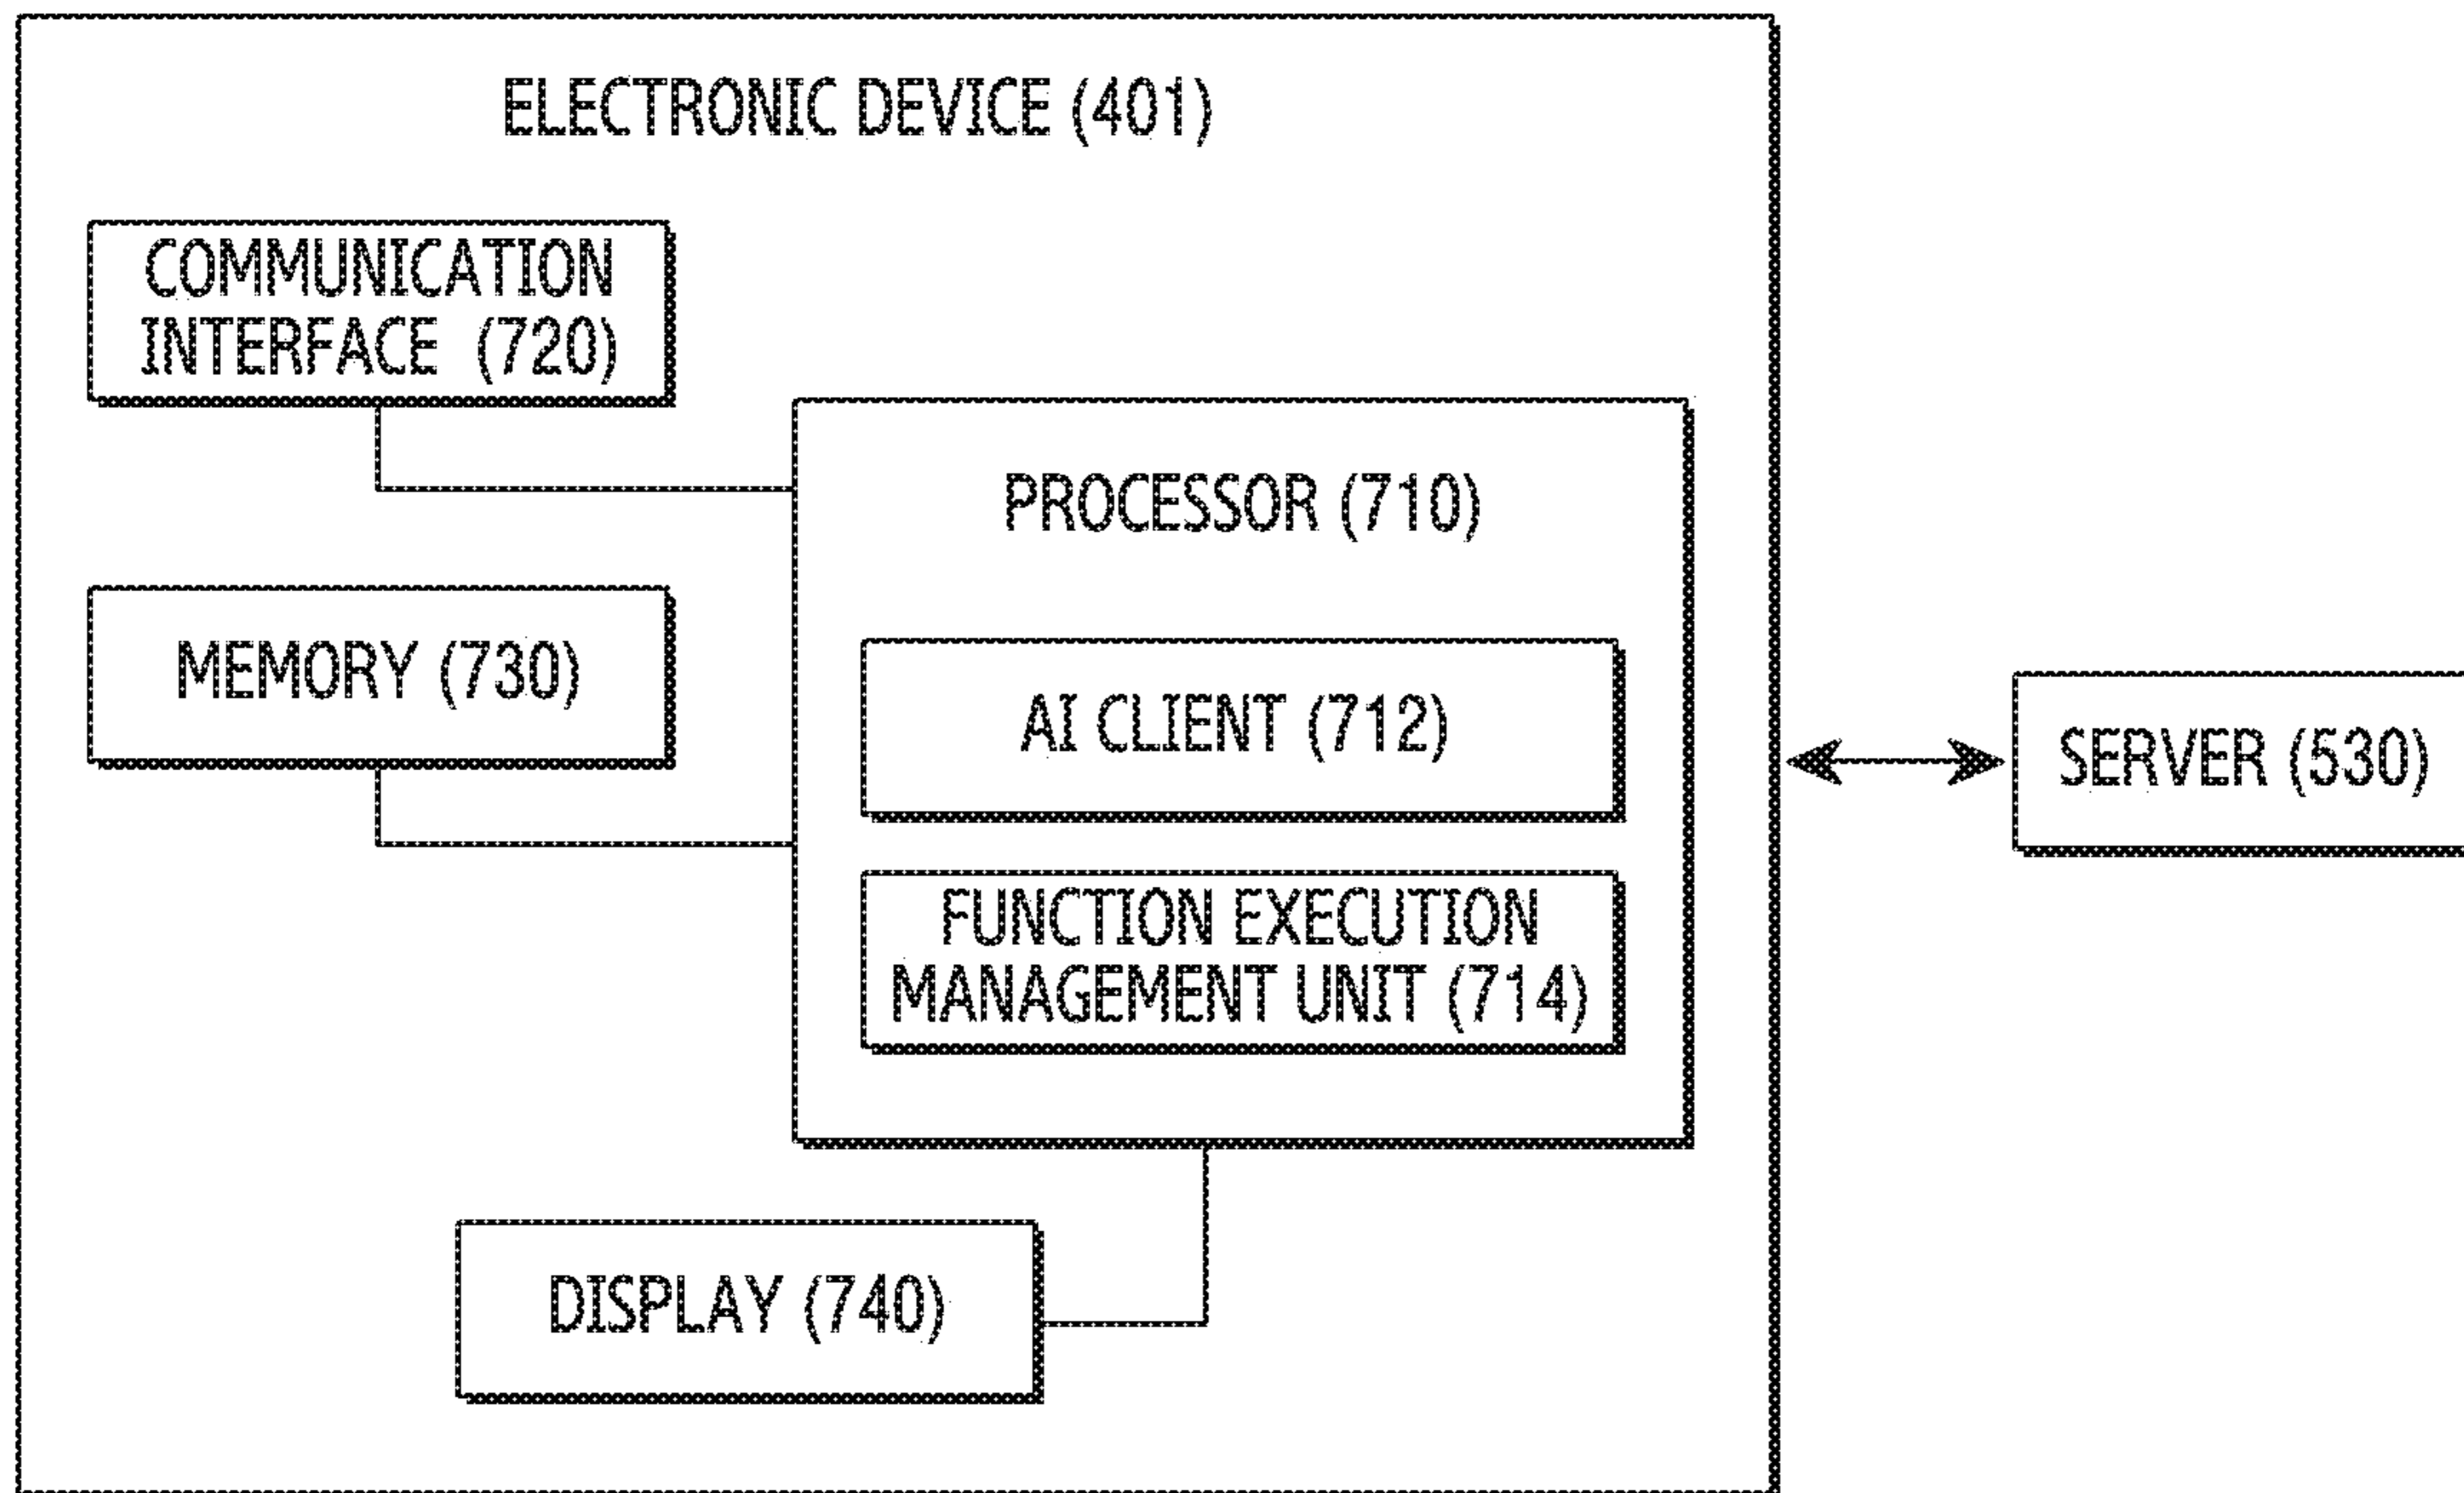 ELECTRONIC DEVICE (401)
COMMUNICATION
INTERFACE (720)
PROCESSOR (710)
MEMORY (730)
AI CLIENT (712)
SERVER (530)
FUNCTION EXECUTION
MANAGEMENT UNIT (714)
DISPLAY (740)